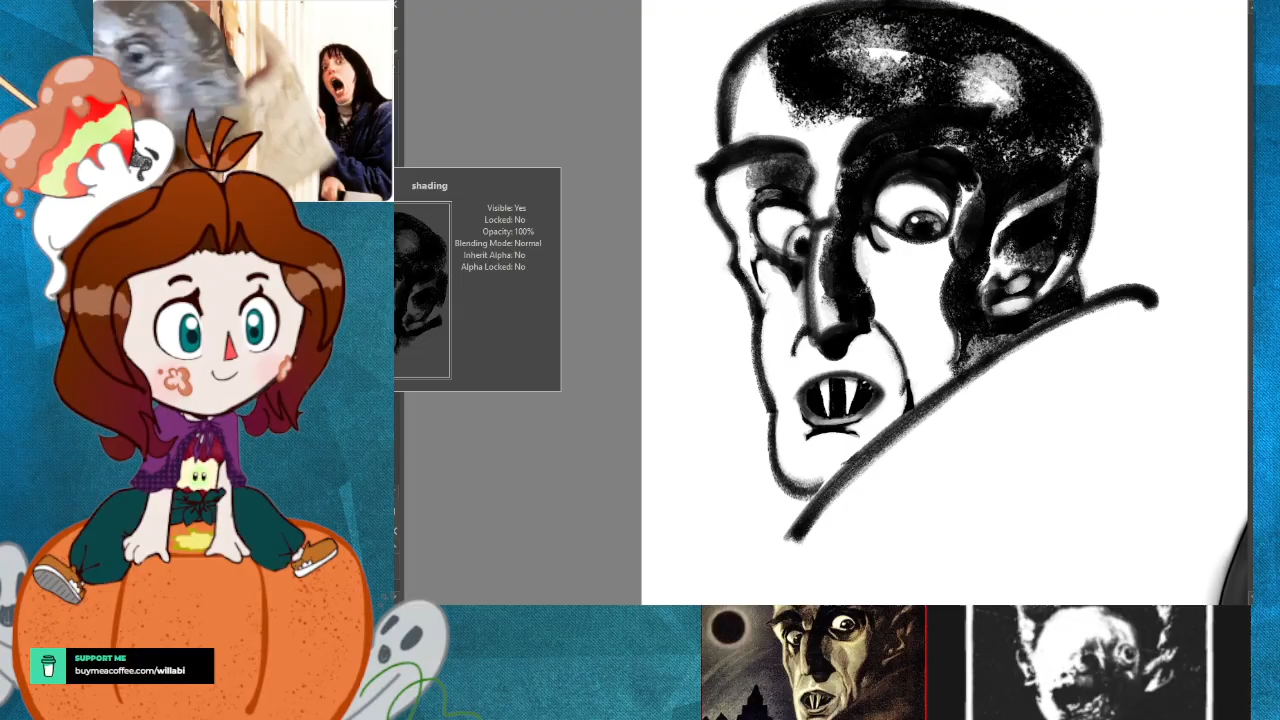 shading
Visible: Yes
Locked: No
Opacity: 100%
Blending Mode: Normal
Inherit Alpha: No
Alpha Locked: No
SUPPORT ME
buymeacoffee.com/willabi